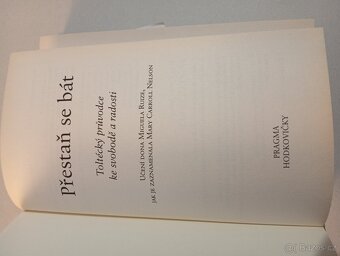 Přestaň se bát
Toltécký průvodce
ke svobodě a radosti
Učení dona Miguela Ruize,
jak je zaznamenala Mary Carroll Nelson
PRAGMA
HODKOVIČKY